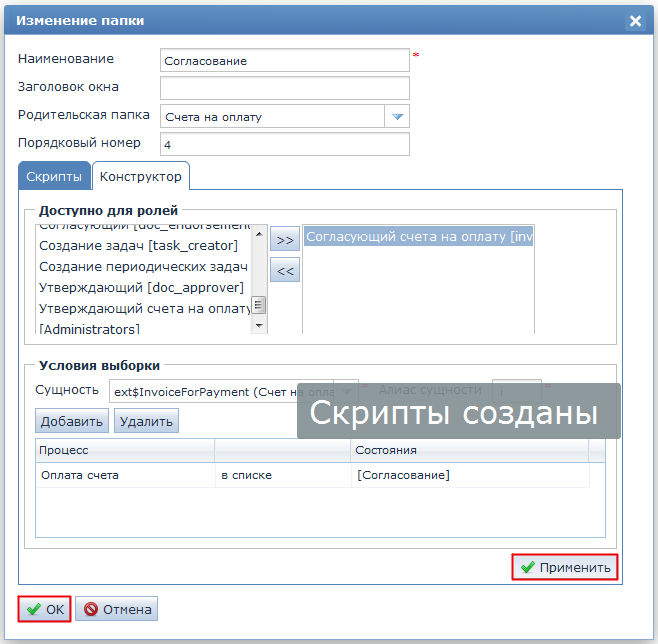 Изменение папки
Наименование Согласование *
Заголовок окна
Родительская папка Счета на оплату
Порядковый номер 4
Скрипты Конструктор
Доступно для ролей
Согласующий [doc_endorsement
Создание задач [task_creator]
Создание периодических задач
Утверждающий [doc_approver]
Утверждающий счета на оплату
[Administrators]
>>
<<
Согласующий счета на оплату [inv
Условия выборки
Сущность ext$InvoiceForPayment (Счет на опла * Алиас сущности i *
Скрипты созданы
Добавить Удалить
Процесс Состояния
Оплата счета в списке [Согласование]
Применить
OK Отмена